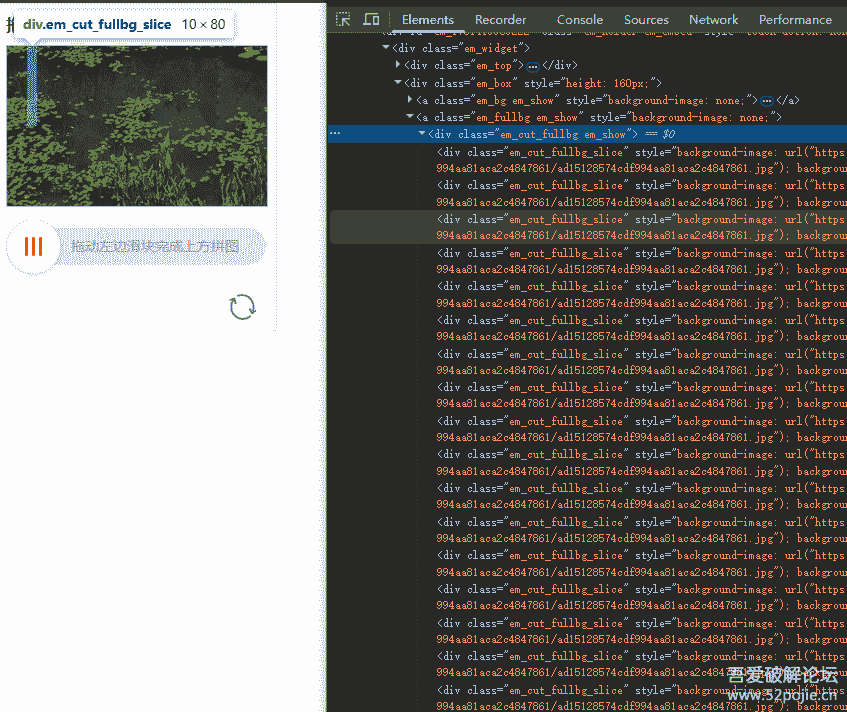 div.em_cut_fullbg_slice 10 × 80
拖动左边滑块完成上方拼图
Elements Recorder Console Sources Network Performance
<div class="em_widget">
<div class="em_top"> … </div>
<div class="em_box" style="height: 160px;">
<a class="em_bg em_show" style="background-image: none;"> … </a>
<a class="em_fullbg em_show" style="background-image: none;">
<div class="em_cut_fullbg em_show"> == $0
<div class="em_cut_fullbg_slice" style="background-image: url("https
994aa81aca2c4847861/ad15128574cdf994aa81aca2c4847861.jpg"); backgrou
<div class="em_cut_fullbg_slice" style="background-image: url("https
994aa81aca2c4847861/ad15128574cdf994aa81aca2c4847861.jpg"); backgrou
<div class="em_cut_fullbg_slice" style="background-image: url("https
994aa81aca2c4847861/ad15128574cdf994aa81aca2c4847861.jpg"); backgrou
<div class="em_cut_fullbg_slice" style="background-image: url("https
994aa81aca2c4847861/ad15128574cdf994aa81aca2c4847861.jpg"); backgrou
<div class="em_cut_fullbg_slice" style="background-image: url("https
994aa81aca2c4847861/ad15128574cdf994aa81aca2c4847861.jpg"); backgrou
<div class="em_cut_fullbg_slice" style="background-image: url("https
994aa81aca2c4847861/ad15128574cdf994aa81aca2c4847861.jpg"); backgrou
<div class="em_cut_fullbg_slice" style="background-image: url("https
994aa81aca2c4847861/ad15128574cdf994aa81aca2c4847861.jpg"); backgrou
<div class="em_cut_fullbg_slice" style="background-image: url("https
994aa81aca2c4847861/ad15128574cdf994aa81aca2c4847861.jpg"); backgrou
<div class="em_cut_fullbg_slice" style="background-image: url("https
994aa81aca2c4847861/ad15128574cdf994aa81aca2c4847861.jpg"); backgrou
<div class="em_cut_fullbg_slice" style="background-image: url("https
994aa81aca2c4847861/ad15128574cdf994aa81aca2c4847861.jpg"); backgrou
<div class="em_cut_fullbg_slice" style="background-image: url("https
994aa81aca2c4847861/ad15128574cdf994aa81aca2c4847861.jpg"); backgrou
<div class="em_cut_fullbg_slice" style="background-image: url("https
994aa81aca2c4847861/ad15128574cdf994aa81aca2c4847861.jpg"); backgrou
<div class="em_cut_fullbg_slice" style="background-image: url("https
994aa81aca2c4847861/ad15128574cdf994aa81aca2c4847861.jpg"); backgrou
<div class="em_cut_fullbg_slice" style="background-image: url("https
994aa81aca2c4847861/ad15128574cdf994aa81aca2c4847861.jpg"); backgrou
<div class="em_cut_fullbg_slice" style="background-image: url("https
994aa81aca2c4847861/ad15128574cdf994aa81aca2c4847861.jpg"); backgrou
<div class="em_cut_fullbg_slice" style="background-image: url("https
994aa81aca2c4847861/ad15128574cdf994aa81aca2c4847861.jpg"); backgrou
<div class="em_cut_fullbg_slice" style="background-image: url("https
994aa81aca2c4847861/ad15128574cdf994aa81aca2c4847861.jpg"); backgrou
吾爱破解论坛
www.52pojie.cn